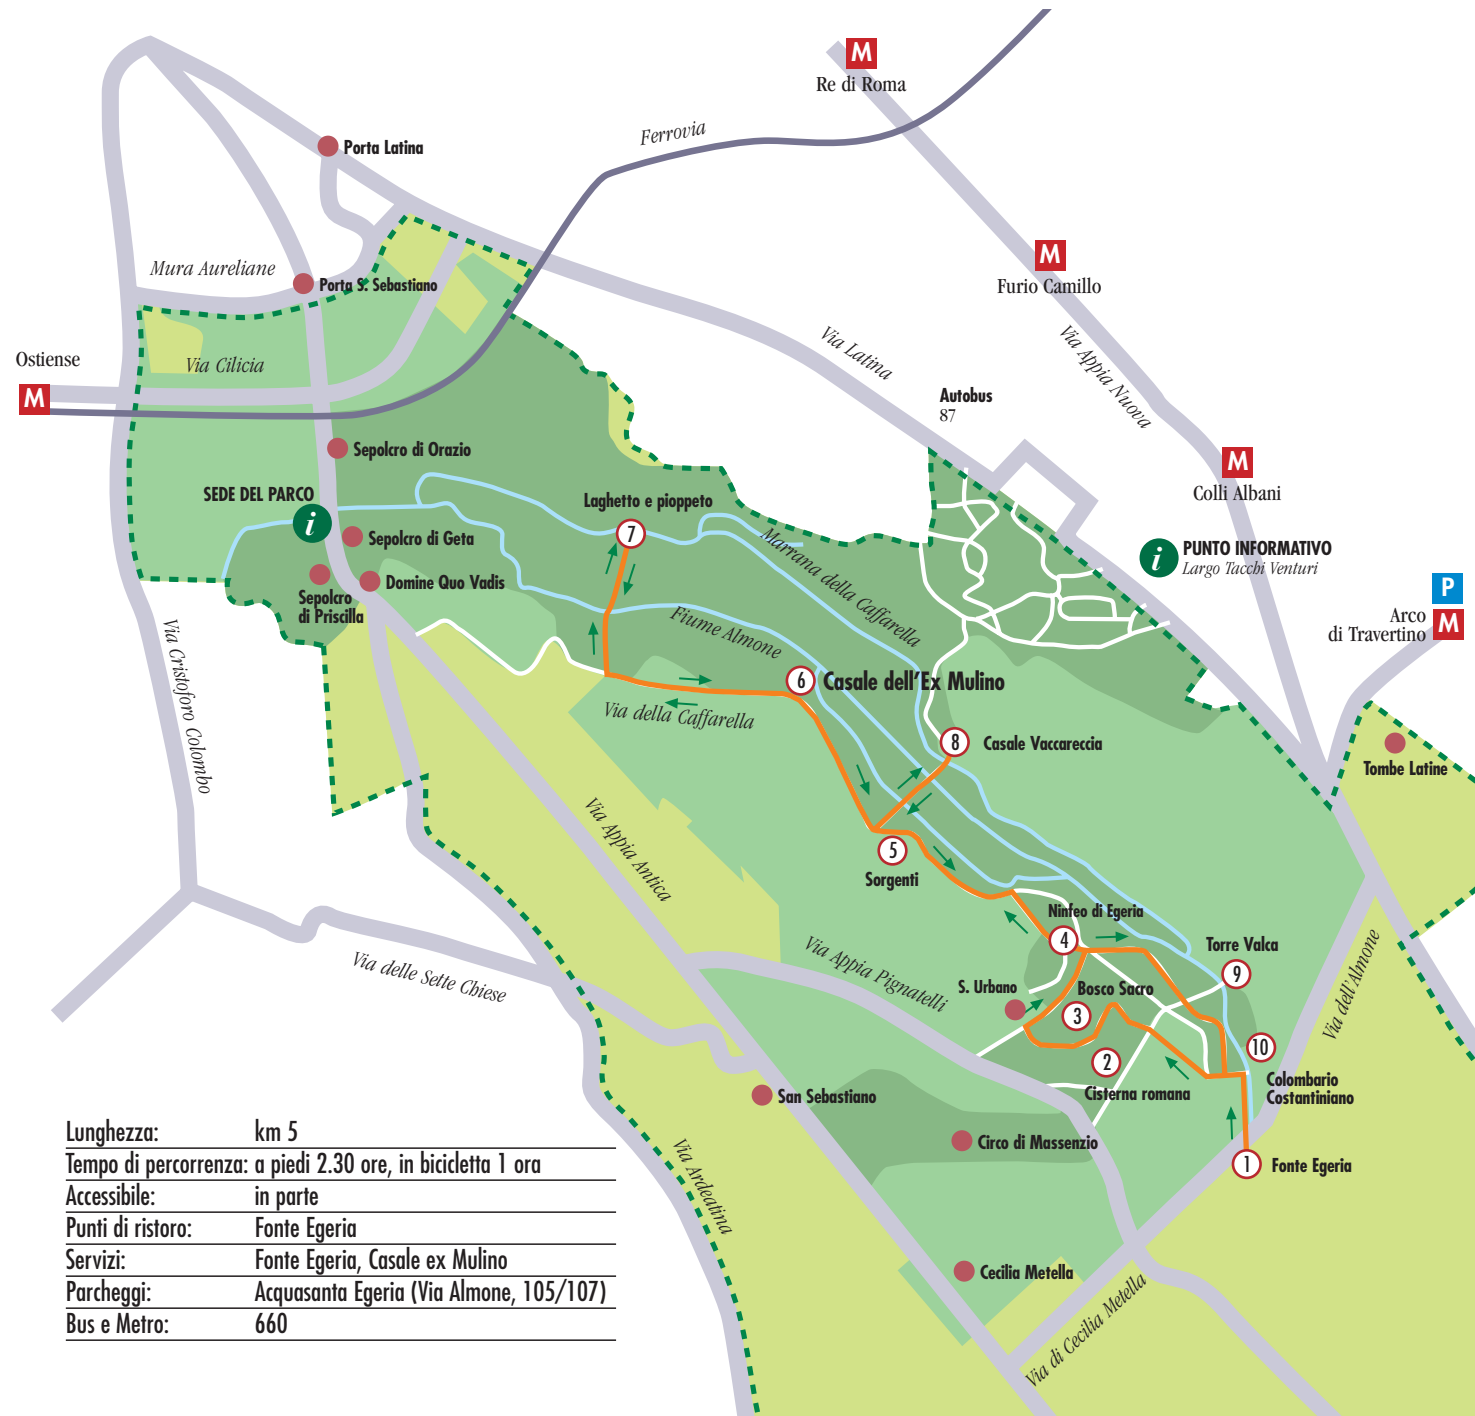 M
Re di Roma
Ferrovia
Porta Latina
Mura Aureliane
Porta S. Sebastiano
M
Furio Camillo
Via Latina
Via Appia Nuova
Ostiense
M
Via Cilicia
Autobus
87
Sepolcro di Orazio
M
Colli Albani
SEDE DEL PARCO
i
Laghetto e pioppeto
7
Sepolcro di Geta
Marrana della Caffarella
i
PUNTO INFORMATIVO
Largo Tacchi Venturi
Domine Quo Vadis
Sepolcro
di Priscilla
P
Arco
di Travertino
M
Fiume Almone
Via Cristoforo Colombo
6
Casale dell'Ex Mulino
Via della Caffarella
8
Casale Vaccareccia
Tombe Latine
Via Appia Antica
5
Sorgenti
Ninfeo di Egeria
4
Torre Valca
9
Via Appia Pignatelli
Via delle Sette Chiese
S. Urbano
Bosco Sacro
3
Via dell'Almone
2
Cisterna romana
10
Colombario
Costantiniano
San Sebastiano
Circo di Massenzio
1
Fonte Egeria
Via Ardeatina
Cecilia Metella
Via di Cecilia Metella
Lunghezza: km 5
Tempo di percorrenza: a piedi 2.30 ore, in bicicletta 1 ora
Accessibile: in parte
Punti di ristoro: Fonte Egeria
Servizi: Fonte Egeria, Casale ex Mulino
Parcheggi: Acquasanta Egeria (Via Almone, 105/107)
Bus e Metro: 660